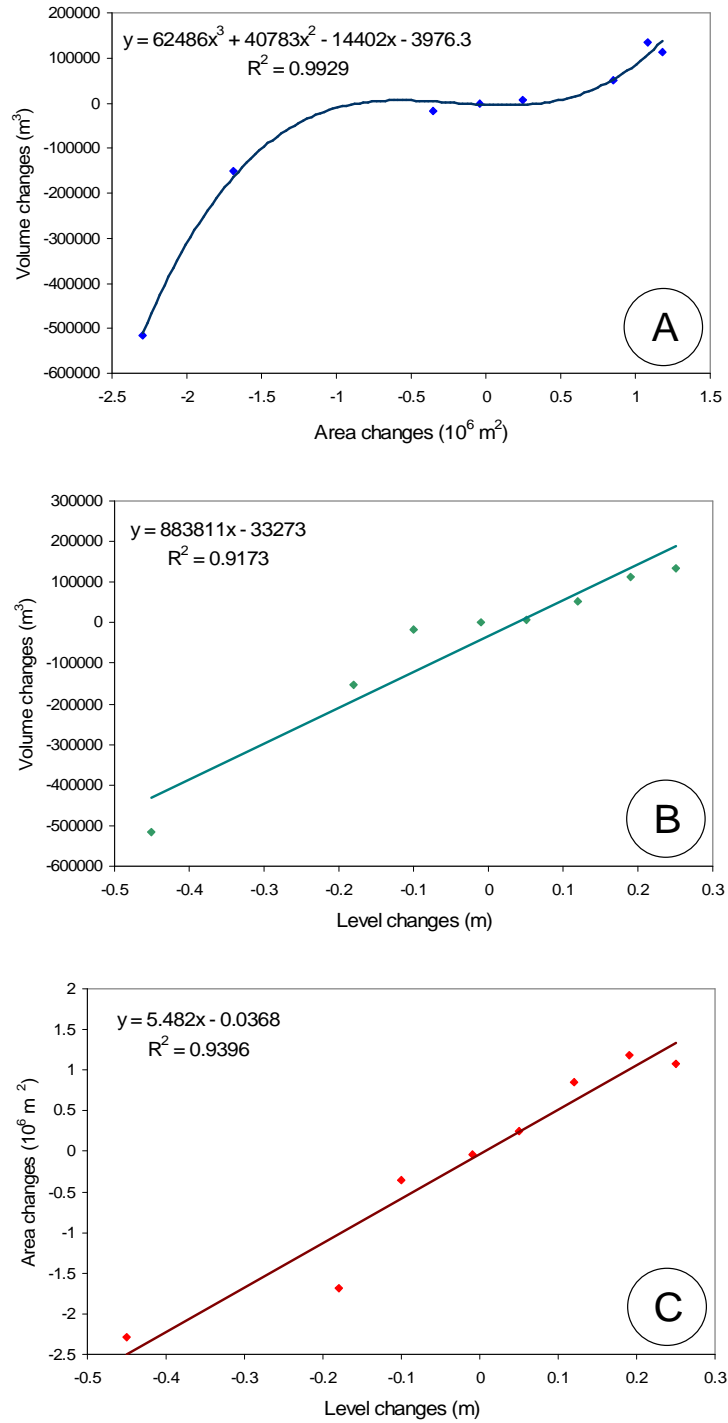 y = 62486x³ + 40783x² - 14402x - 3976.3
R² = 0.9929
200000
100000
0
-100000
-200000
-300000
-400000
-500000
-600000
Volume changes (m³)
-2.5 -2 -1.5 -1 -0.5 0 0.5 1 1.5
Area changes (10⁶ m²)
A
y = 883811x - 33273
R² = 0.9173
300000
200000
100000
0
-100000
-200000
-300000
-400000
-500000
-600000
Volume changes (m³)
-0.5 -0.4 -0.3 -0.2 -0.1 0 0.1 0.2 0.3
Level changes (m)
B
y = 5.482x - 0.0368
R² = 0.9396
2
1.5
1
0.5
0
-0.5
-1
-1.5
-2
-2.5
Area changes (10⁶ m²)
-0.5 -0.4 -0.3 -0.2 -0.1 0 0.1 0.2 0.3
Level changes (m)
C